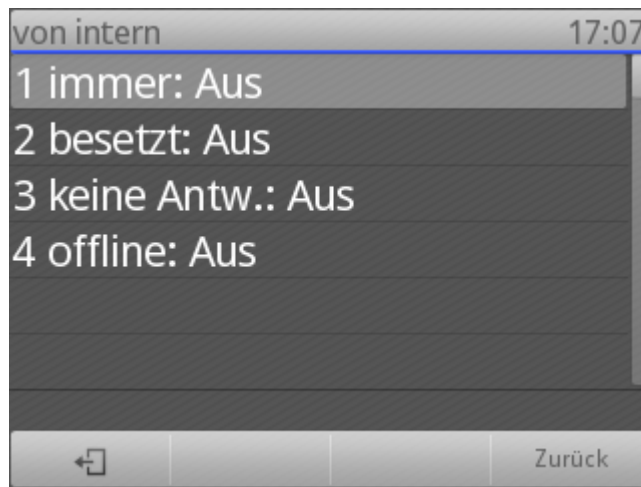 von intern 17:07
1 immer: Aus
2 besetzt: Aus
3 keine Antw.: Aus
4 offline: Aus
Zurück